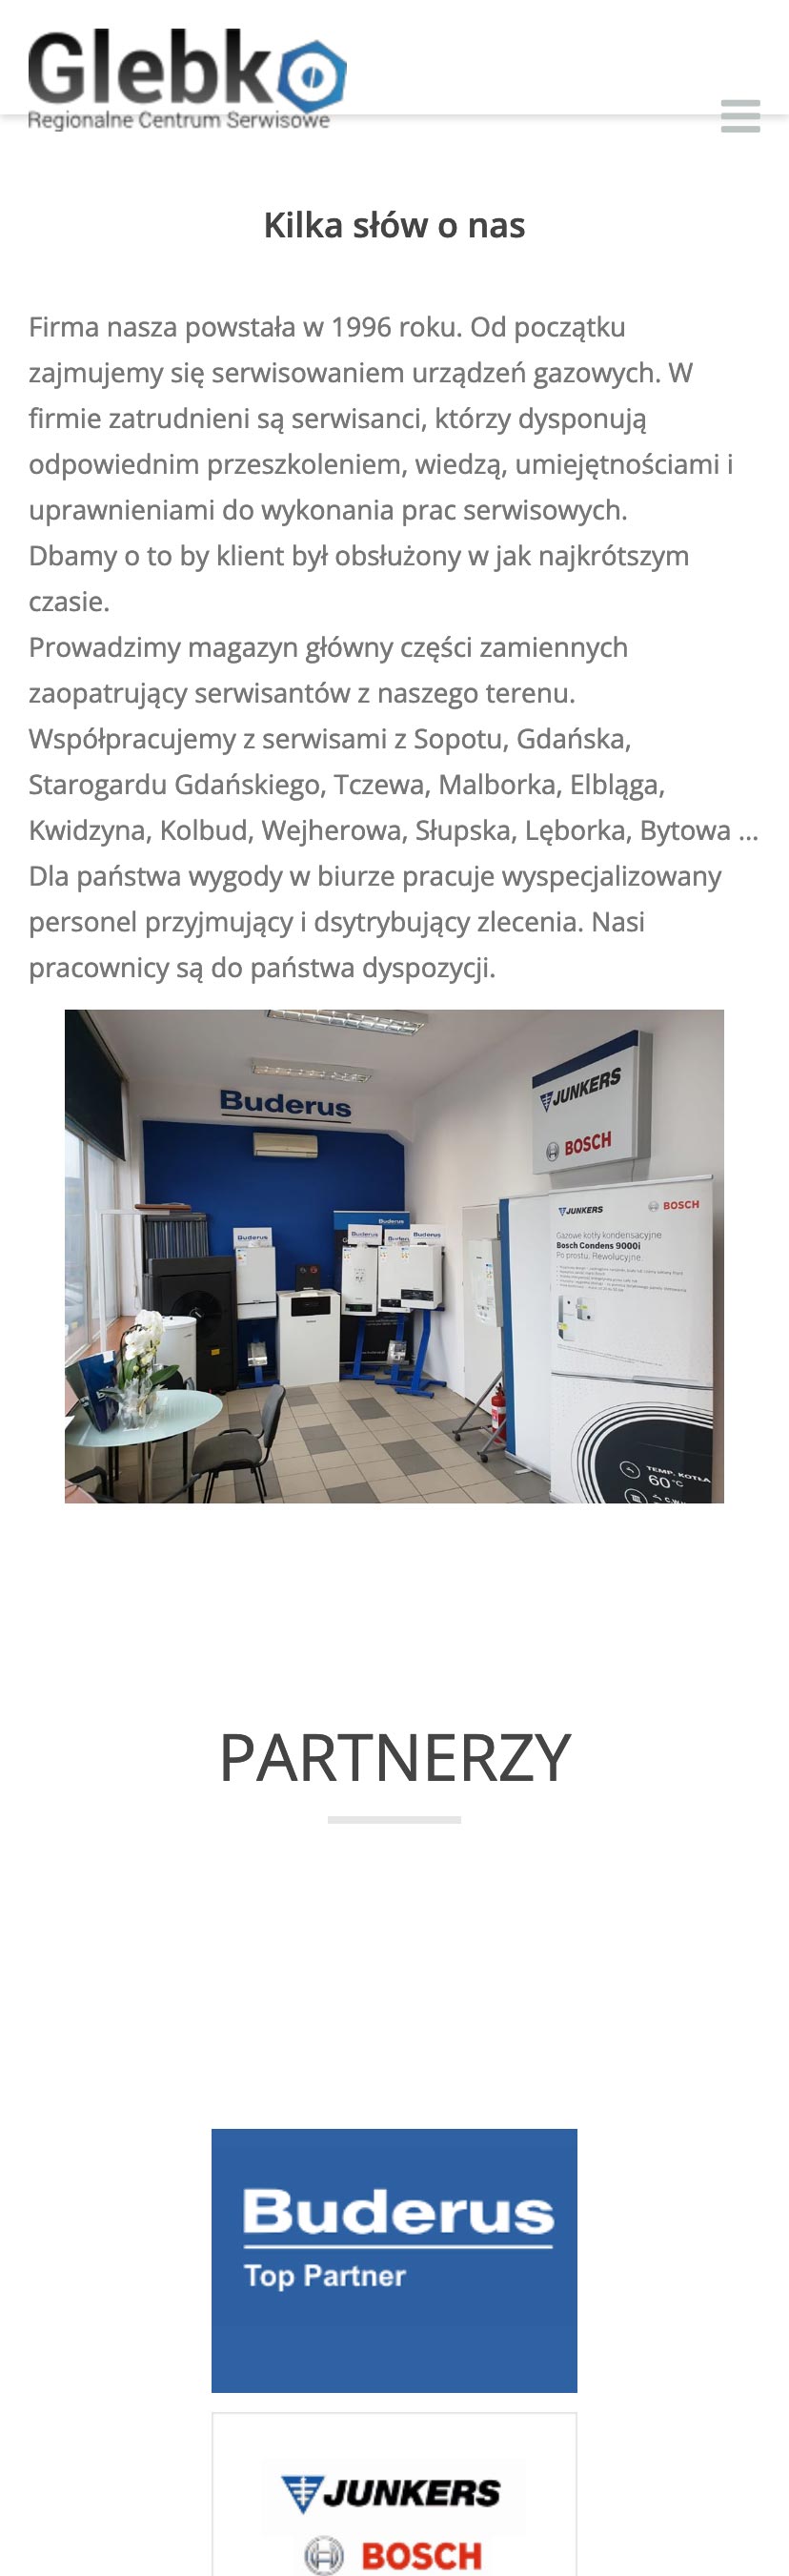 Glebko
Regionalne Centrum Serwisowe
Kilka słów o nas
Firma nasza powstała w 1996 roku. Od początku
zajmujemy się serwisowaniem urządzeń gazowych. W
firmie zatrudnieni są serwisanci, którzy dysponują
odpowiednim przeszkoleniem, wiedzą, umiejętnościami i
uprawnieniami do wykonania prac serwisowych.
Dbamy o to by klient był obsłużony w jak najkrótszym
czasie.
Prowadzimy magazyn główny części zamiennych
zaopatrujący serwisantów z naszego terenu.
Współpracujemy z serwisami z Sopotu, Gdańska,
Starogardu Gdańskiego, Tczewa, Malborka, Elbląga,
Kwidzyna, Kolbud, Wejherowa, Słupska, Lęborka, Bytowa ...
Dla państwa wygody w biurze pracuje wyspecjalizowany
personel przyjmujący i dsytrybujący zlecenia. Nasi
pracownicy są do państwa dyspozycji.
Buderus
JUNKERS
BOSCH
JUNKERS BOSCH
Gazowe kotły kondensacyjne
Bosch Condens 9000i
Po prostu. Rewolucyjne.
Buderus
Buderus
Buderus
Buderus
Buderus
TEMP. KOTŁA
60°C
PARTNERZY
Buderus
Top Partner
JUNKERS
BOSCH